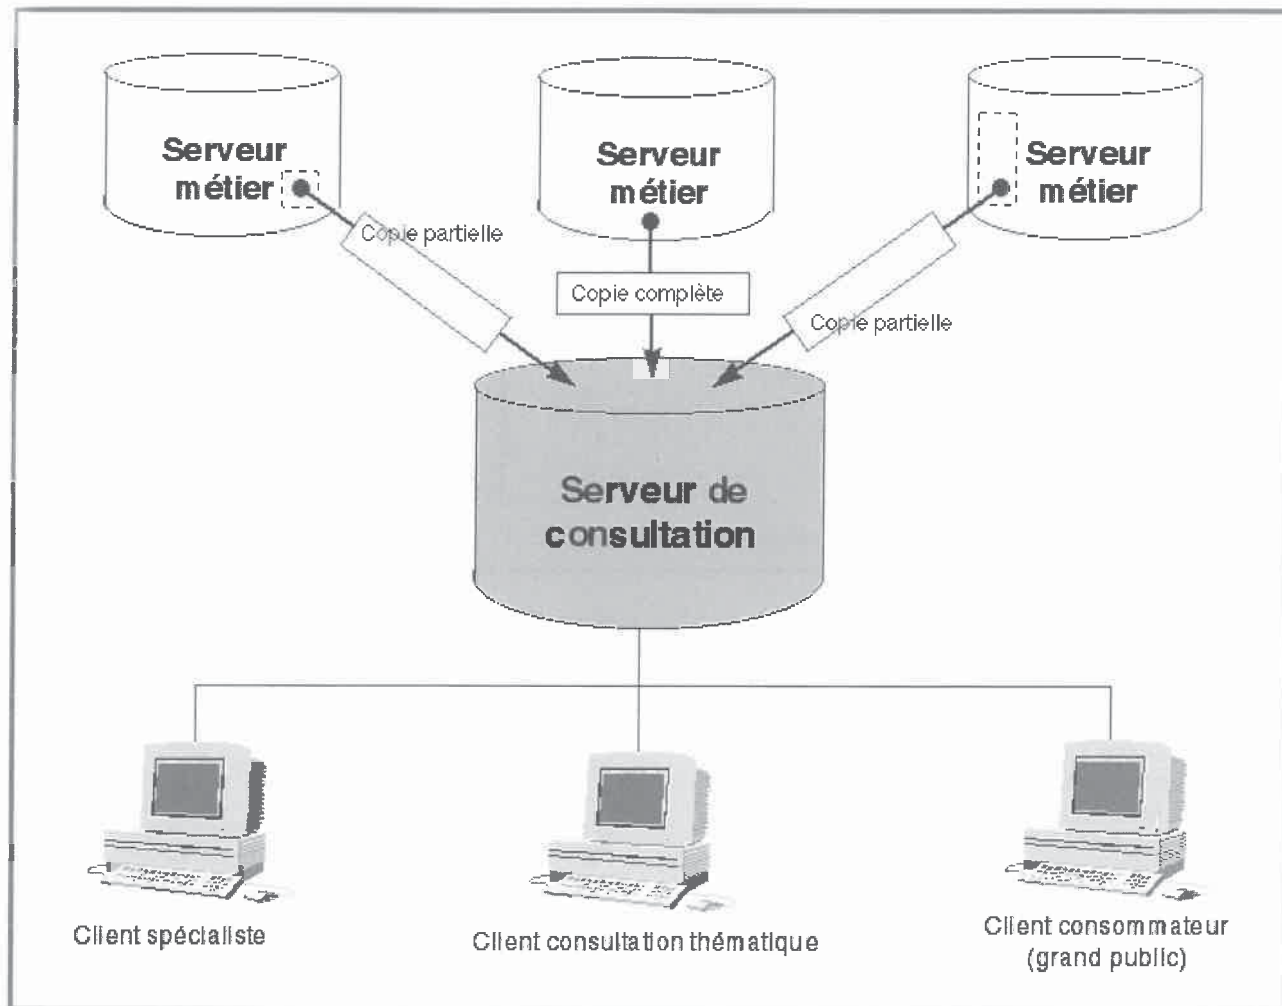 Serveur
métier
Serveur
métier
Serveur
métier
Copie partielle
Copie complète
Copie partielle
Serveur de
consultation
Client spécialiste
Client consultation thématique
Client consommateur
(grand public)